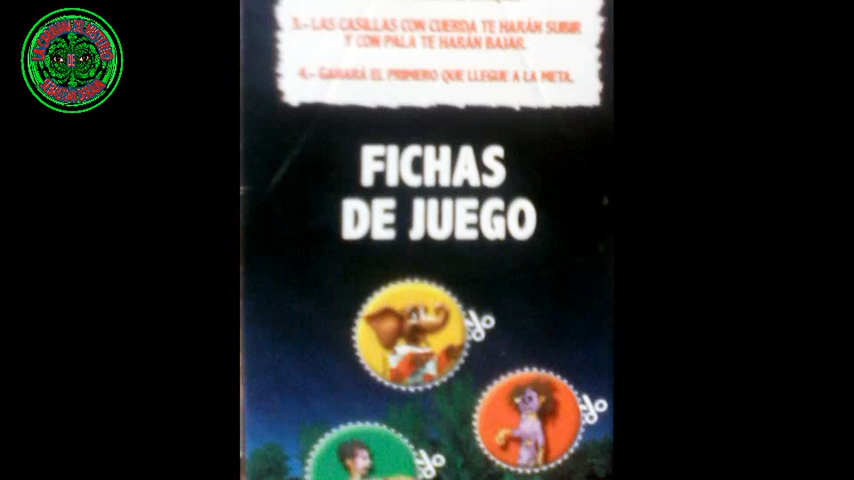 3.- LAS CASILLAS CON CUERDA TE HARÁN SUBIR
Y CON PALA TE HARÁN BAJAR.
4.- GANARÁ EL PRIMERO QUE LLEGUE A LA META.
FICHAS
DE JUEGO
DE